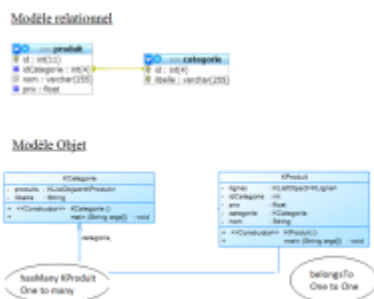 Modèle relationnel
produit
id : int(11)
idCategorie : int(4)
nom : varchar(255)
prix : float
categorie
id : int(4)
libelle : varchar(255)
Modèle Objet
KCategorie
- libelle : String
+ <<Constructor>> KCategorie()
+ main (String args[]) : void
KProduit
- idCategorie : int
- prix : float
- categorie : KCategorie
- nom : String
+ <<Constructor>> KProduit()
+ main (String args[]) : void
categorie
hasMany KProduit
One to many
belongsTo
One to One